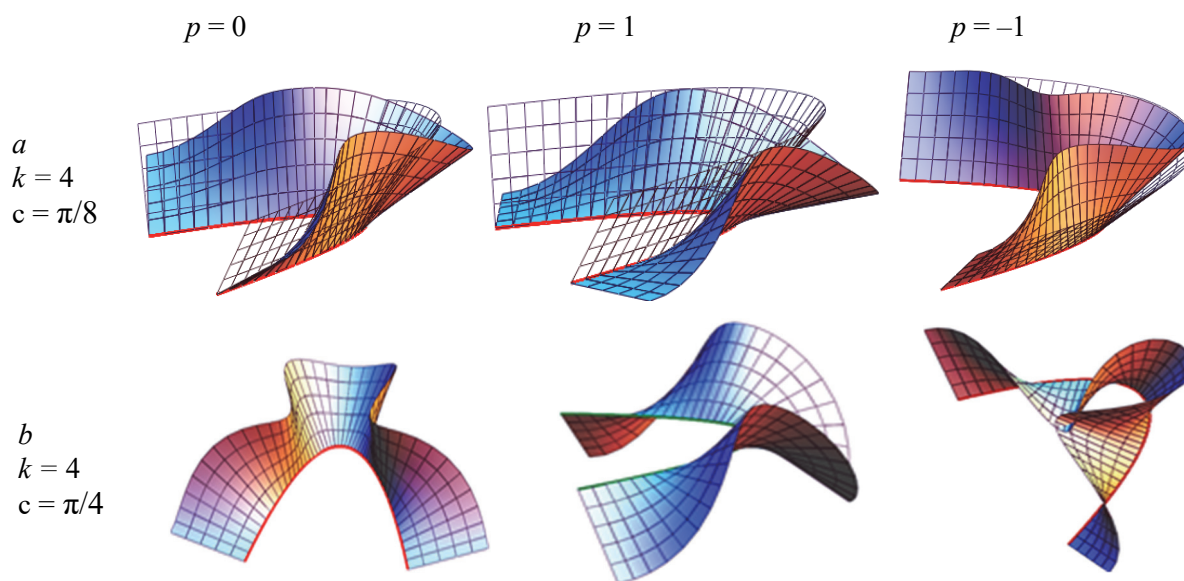 p = 0
p = 1
p = –1
a
k = 4
c = π/8
b
k = 4
c = π/4